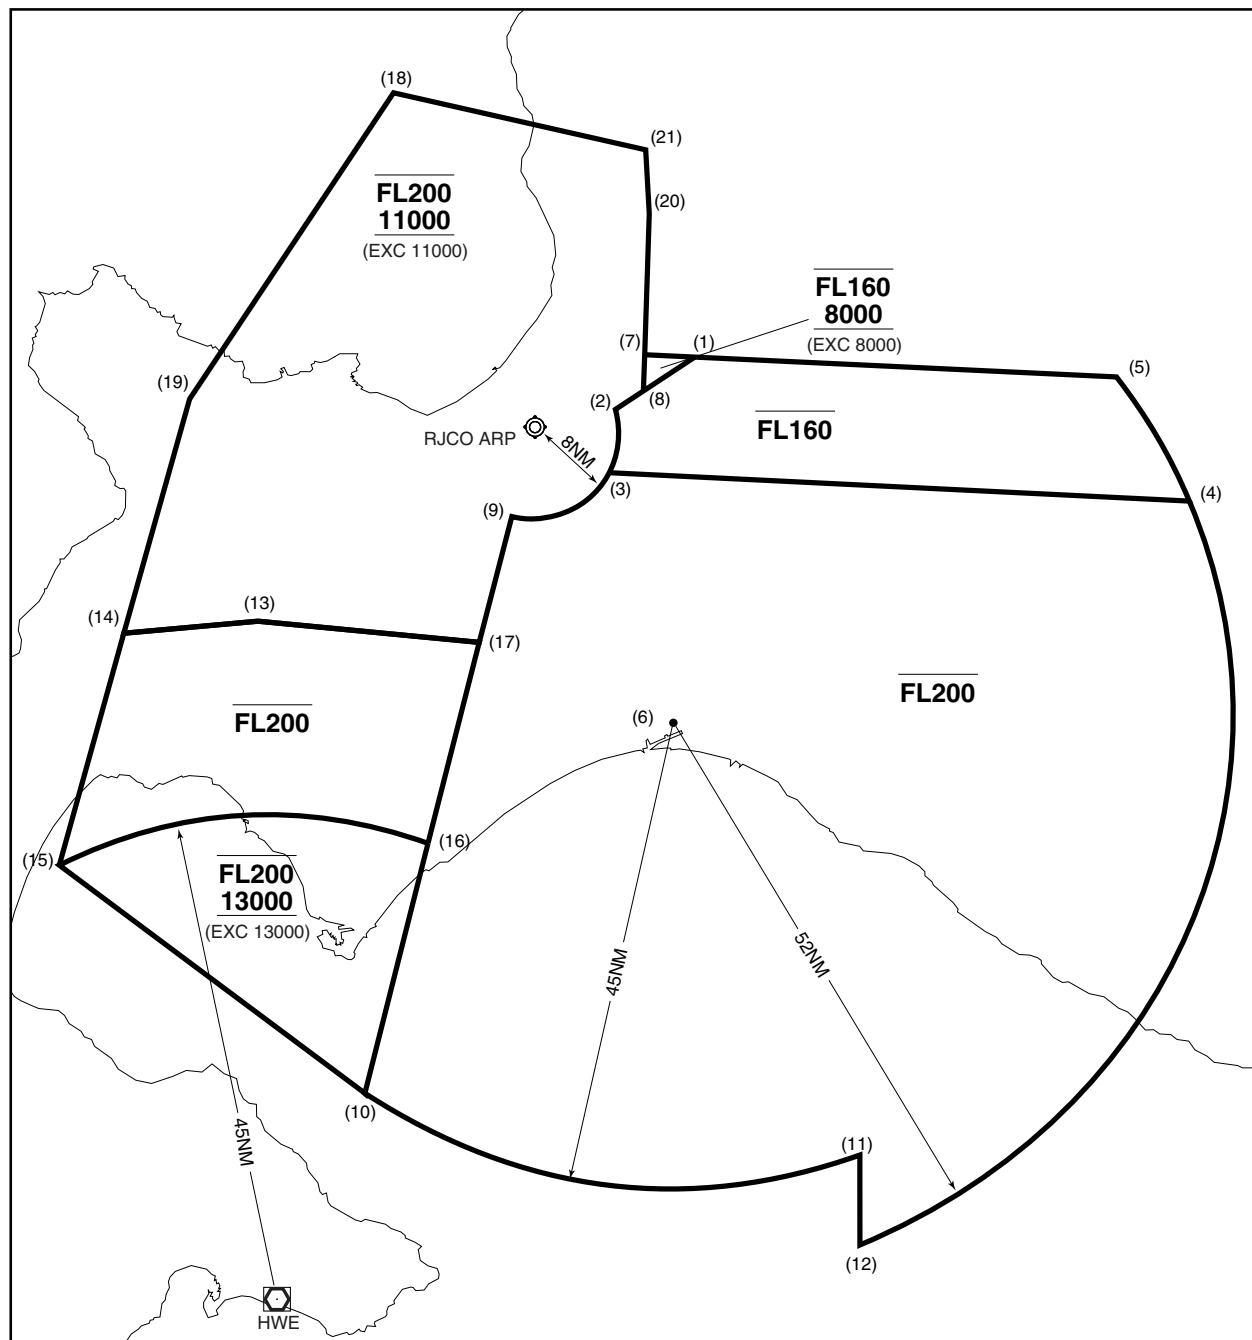 (18)
(21)
FL200
11000
(EXC 11000)
(20)
FL160
8000
(EXC 8000)
(7)
(1)
(5)
(19)
(2)
(8)
RJCO ARP
FL160
8NM
(3)
(4)
(9)
(14)
(13)
(17)
FL200
FL200
(6)
(15)
(16)
FL200
13000
(EXC 13000)
45NM
52NM
(10)
45NM
(11)
(12)
HWE